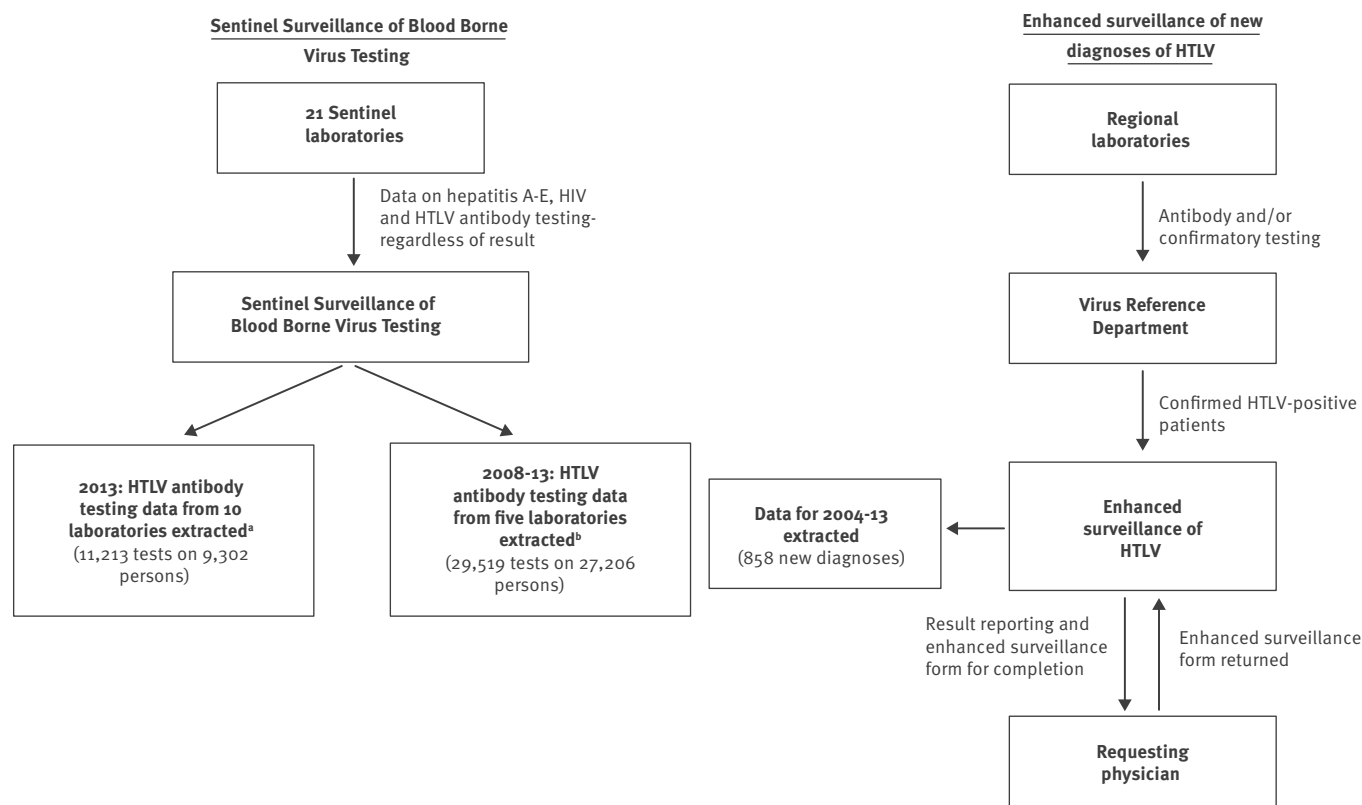 Sentinel Surveillance of Blood Borne
Virus Testing
21 Sentinel
laboratories
Data on hepatitis A-E, HIV
and HTLV antibody testing-
regardless of result
Sentinel Surveillance of
Blood Borne Virus Testing
2013: HTLV antibody
testing data from 10
laboratories extractedᵃ
(11,213 tests on 9,302
persons)
2008-13: HTLV
antibody testing data
from five laboratories
extractedᵇ
(29,519 tests on 27,206
persons)
Enhanced surveillance of new
diagnoses of HTLV
Regional
laboratories
Antibody and/or
confirmatory testing
Virus Reference
Department
Confirmed HTLV-positive
patients
Enhanced
surveillance of
HTLV
Data for 2004-13
extracted
(858 new diagnoses)
Result reporting and
enhanced surveillance
form for completion
Enhanced surveillance
form returned
Requesting
physician